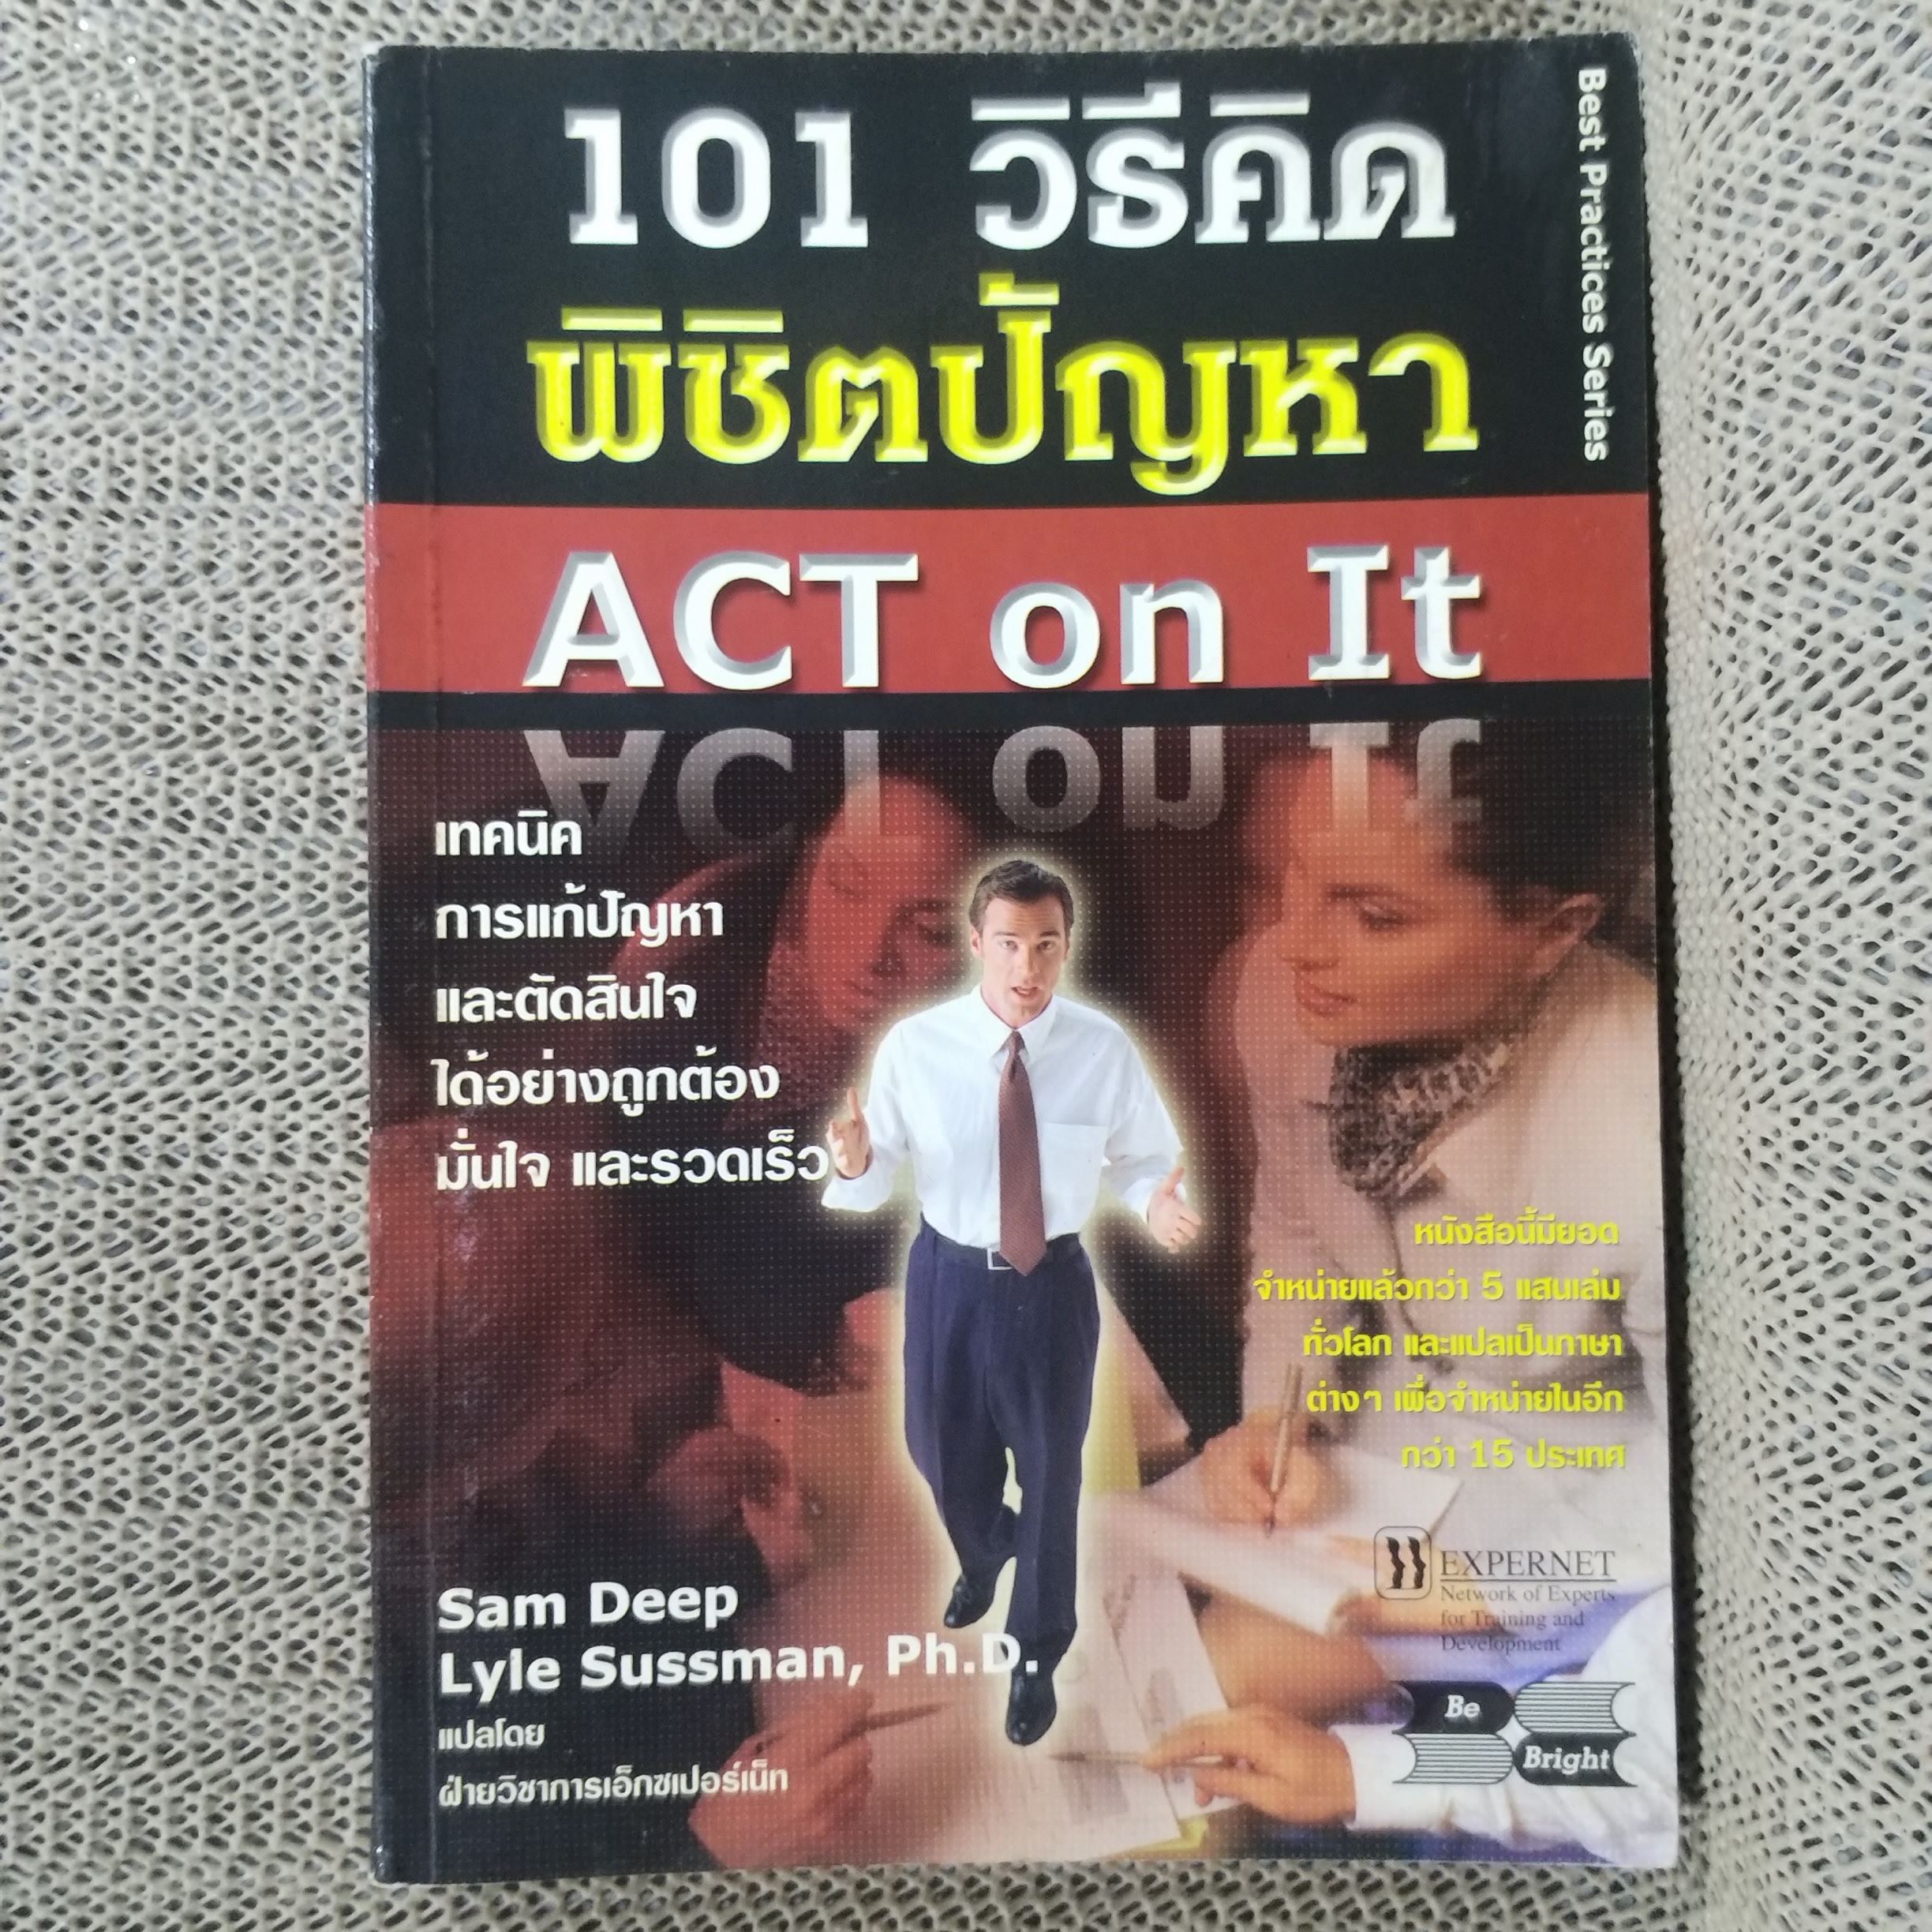 101 วิธีคิด
พิชิตปัญหา
Best Practices Series
ACT on It
เทคนิค
การแก้ปัญหา
และตัดสินใจ
ได้อย่างถูกต้อง
มั่นใจ และรวดเร็ว
หนังสือนี้มียอด
จำหน่ายแล้วกว่า 5 แสนเล่ม
ทั่วโลก และแปลเป็นภาษา
ต่างๆ เพื่อจำหน่ายในอีก
กว่า 15 ประเทศ
EXPERNET
Network of Experts
for Training and
Development
Be
Bright
Sam Deep
Lyle Sussman, Ph.D.
แปลโดย
ฝ่ายวิชาการเอ็กซเปอร์เน็ท